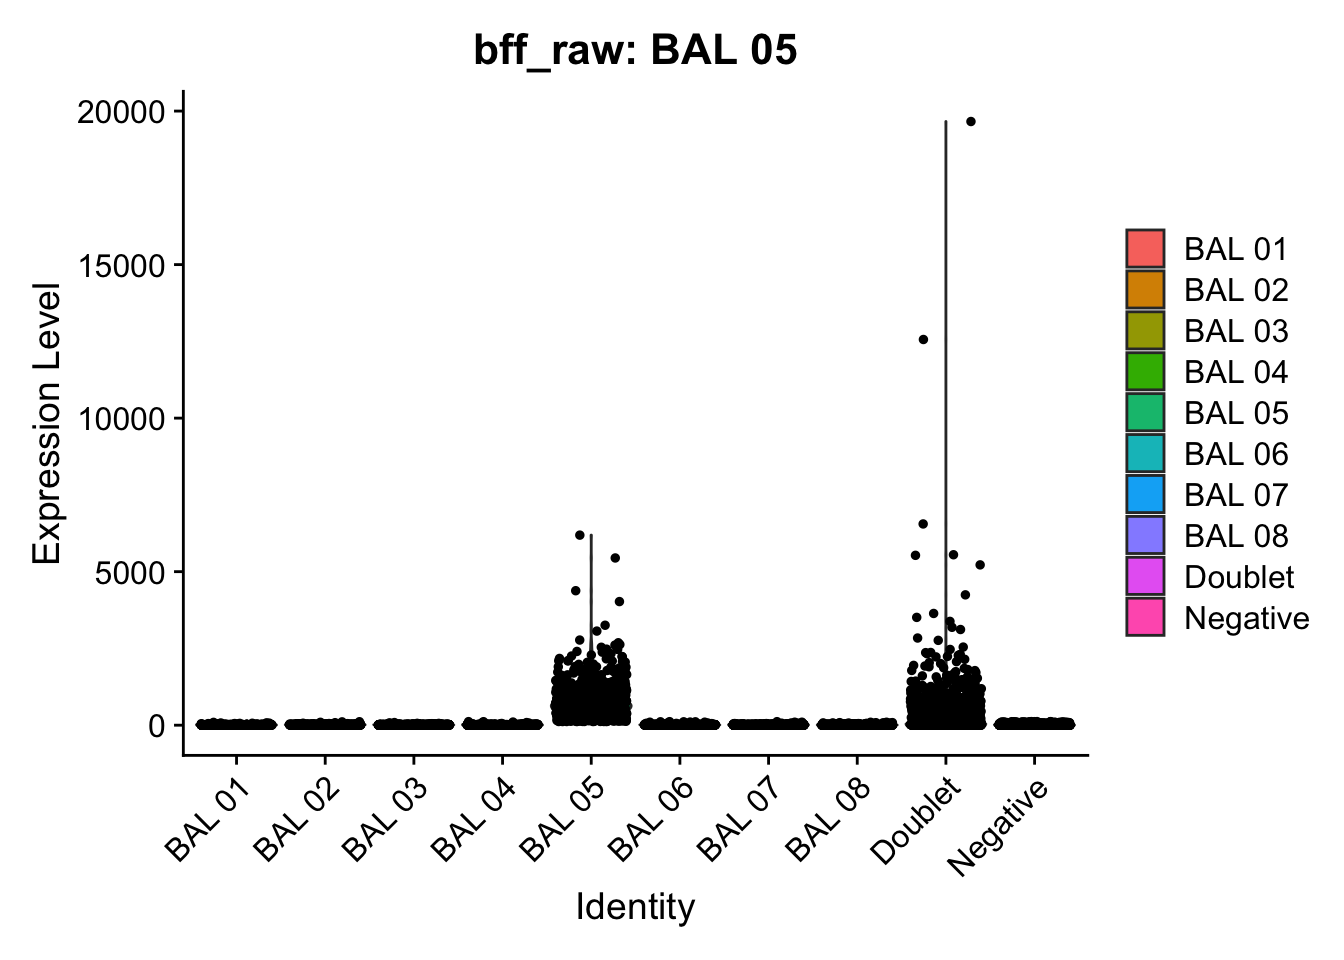 bff_raw: BAL 05
Expression Level
20000
15000
10000
5000
0
BAL 01
BAL 02
BAL 03
BAL 04
BAL 05
BAL 06
BAL 07
BAL 08
Doublet
Negative
Identity
BAL 01
BAL 02
BAL 03
BAL 04
BAL 05
BAL 06
BAL 07
BAL 08
Doublet
Negative